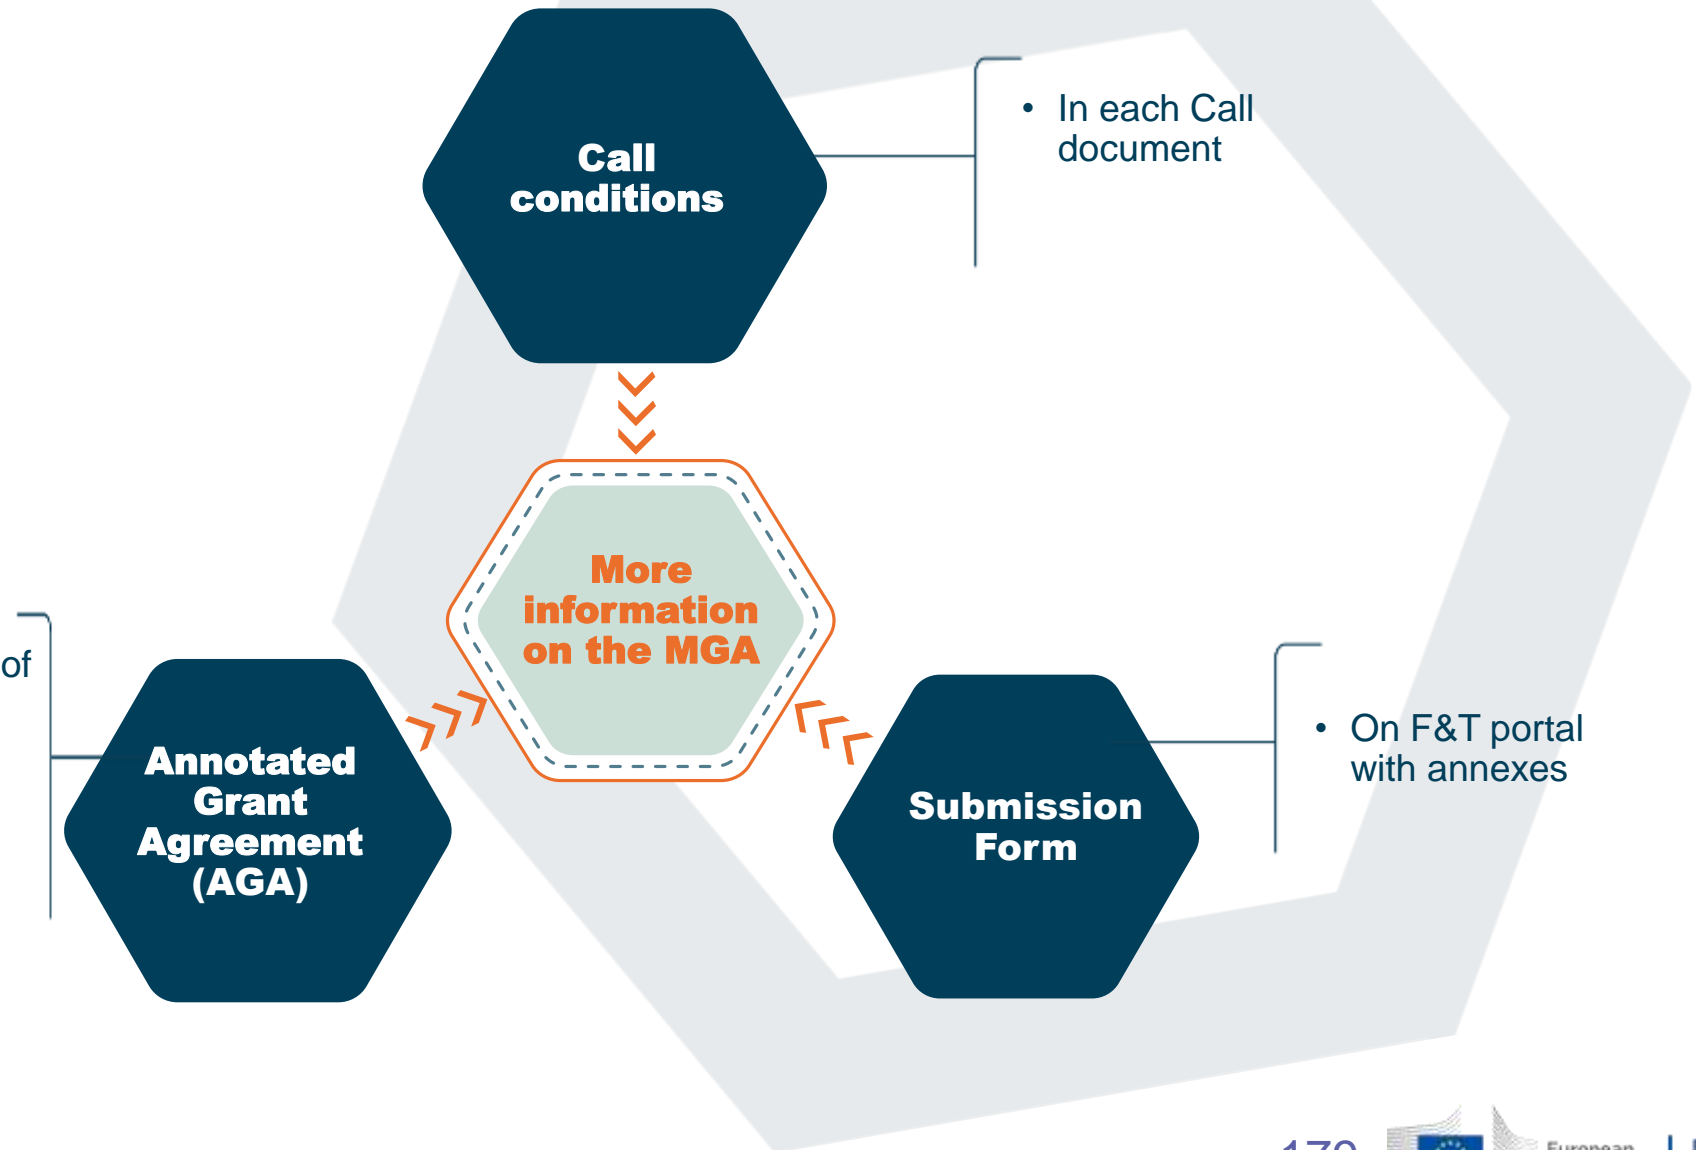 Call
conditions
• In each Call
document
More
information
on the MGA
of
Annotated
Grant
Agreement
(AGA)
Submission
Form
• On F&T portal
with annexes
European